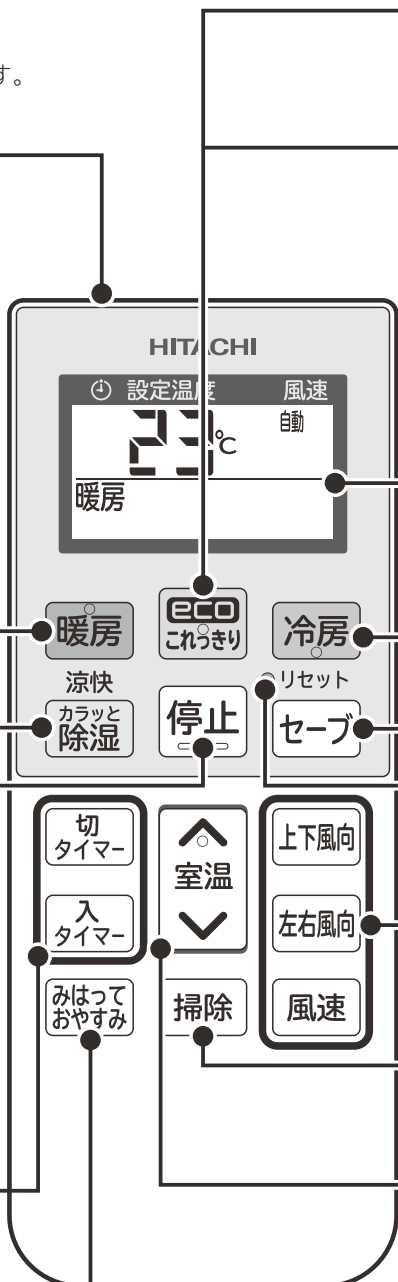 す。
HITACHI
設定温度 風速
23℃ 自動
暖房
暖房
eco
これっきり
冷房
涼快
カラッと
除湿
停止
リセット
セーブ
切
タイマー
入
タイマー
室温
上下風向
左右風向
みはって
おやすみ
掃除
風速